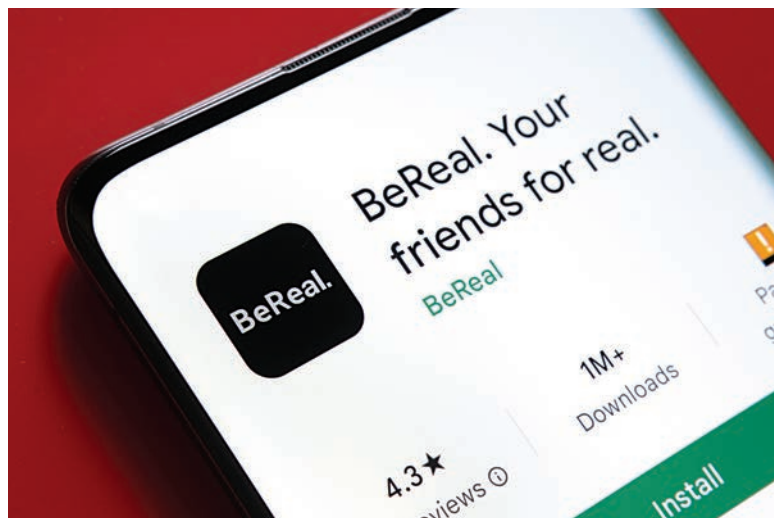 BeReal. Your
friends for real.
BeReal
BeReal.
4.3★
1M+
Downloads
Install